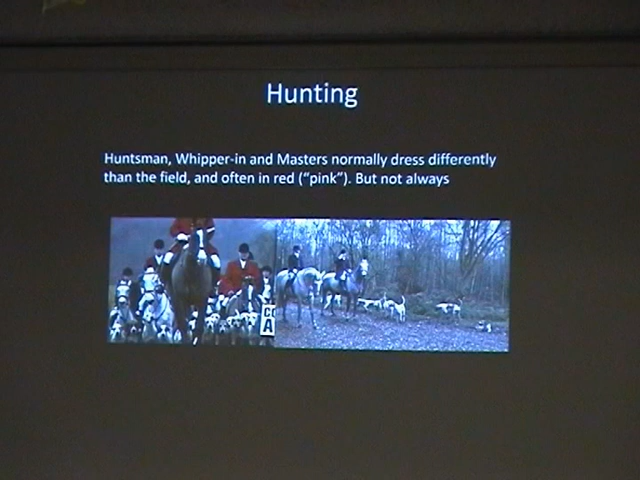 Hunting
Huntsman, Whipper-in and Masters normally dress differently
than the field, and often in red ("pink"). But not always
A